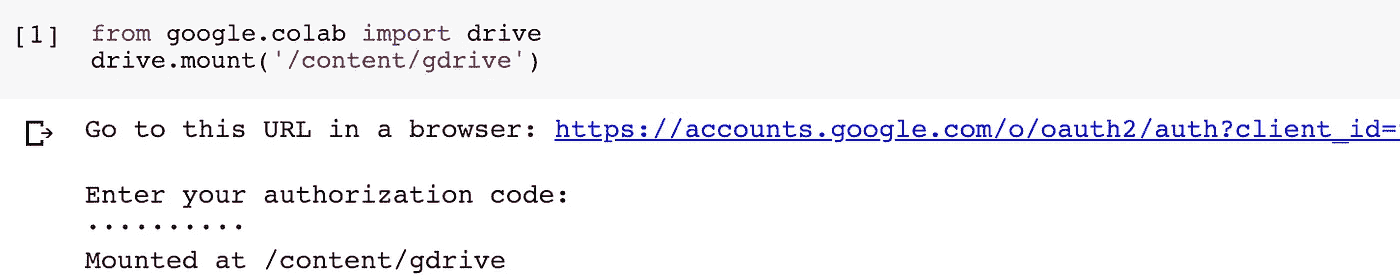 [1] from google.colab import drive
drive.mount('/content/gdrive')
Go to this URL in a browser: https://accounts.google.com/o/oauth2/auth?client_id=
Enter your authorization code:
··········
Mounted at /content/gdrive